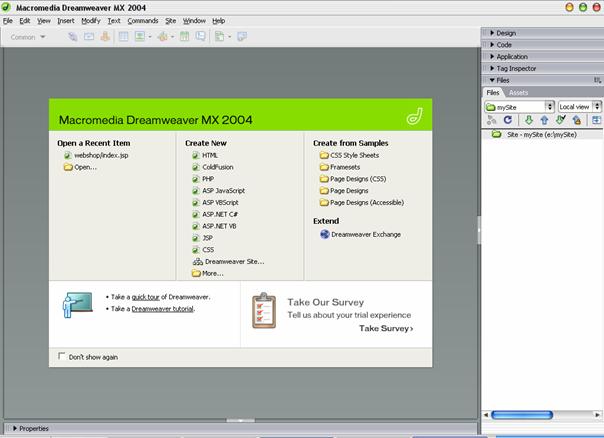 Macromedia Dreamweaver MX 2004
File Edit View Insert Modify Text Commands Site Window Help
Common
Design
Code
Application
Tag Inspector
Files
Files Assets
mySite Local view
Site - mySite (e:\mySite)
Macromedia Dreamweaver MX 2004
Open a Recent Item
webshop/index.jsp
Open...
Create New
HTML
ColdFusion
PHP
ASP JavaScript
ASP VBScript
ASP.NET C#
ASP.NET VB
JSP
CSS
Dreamweaver Site...
More...
Create from Samples
CSS Style Sheets
Framesets
Page Designs (CSS)
Page Designs
Page Designs (Accessible)
Extend
Dreamweaver Exchange
• Take a quick tour of Dreamweaver.
• Take a Dreamweaver tutorial.
Take Our Survey
Tell us about your trial experience
Take Survey›
Don't show again
Properties